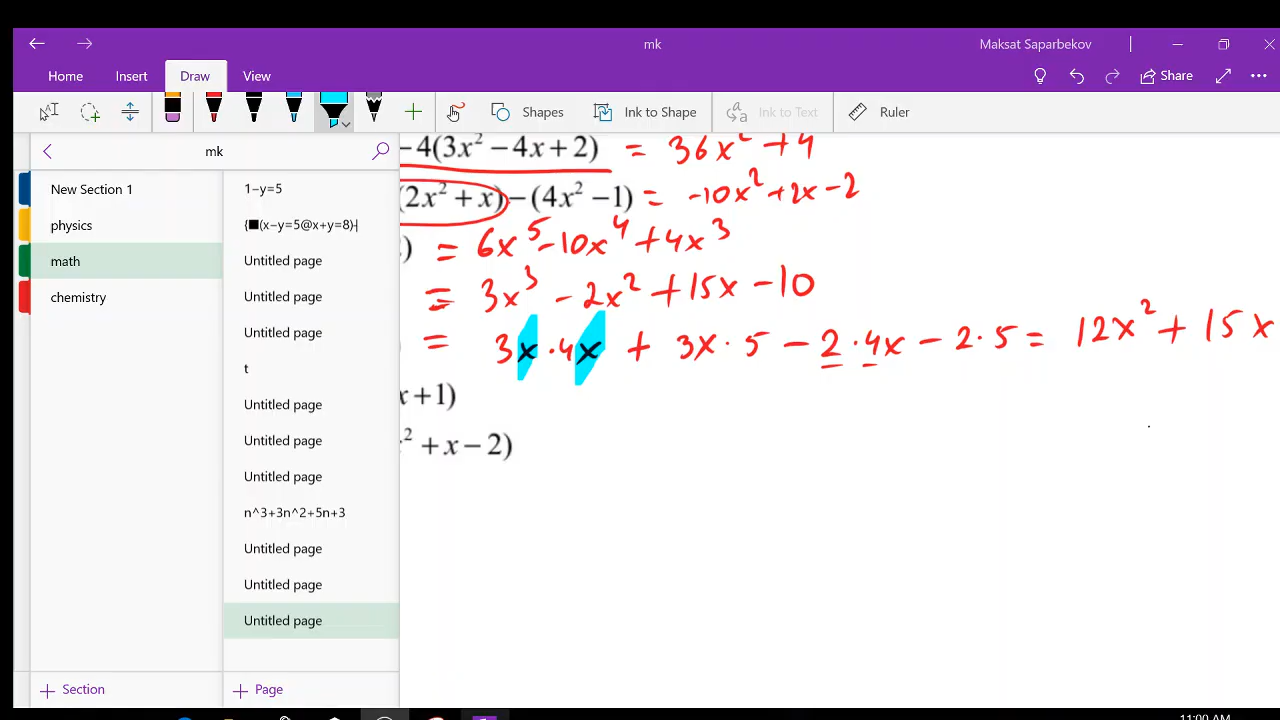 mk
Maksat Saparbekov
Home Insert Draw View
Share
Shapes Ink to Shape Ink to Text Ruler
mk
New Section 1
physics
math
chemistry
1−y=5
{■(x−y=5@x+y=8)┤
Untitled page
Untitled page
Untitled page
t
Untitled page
Untitled page
Untitled page
n^3+3n^2+5n+3
Untitled page
Untitled page
Untitled page
+ Section
+ Page
−4(3x² −4x+2) = 36x² +4
(2x² + x)−(4x² −1) = -10x² +2x −2
) = 6x⁵ -10x⁴ +4x³
= 3x³ − 2x² + 15x − 10
= 3x · 4x + 3x · 5 − 2 · 4x − 2 · 5 = 12x² + 15x
x+1)
² + x − 2)
11:00 AM